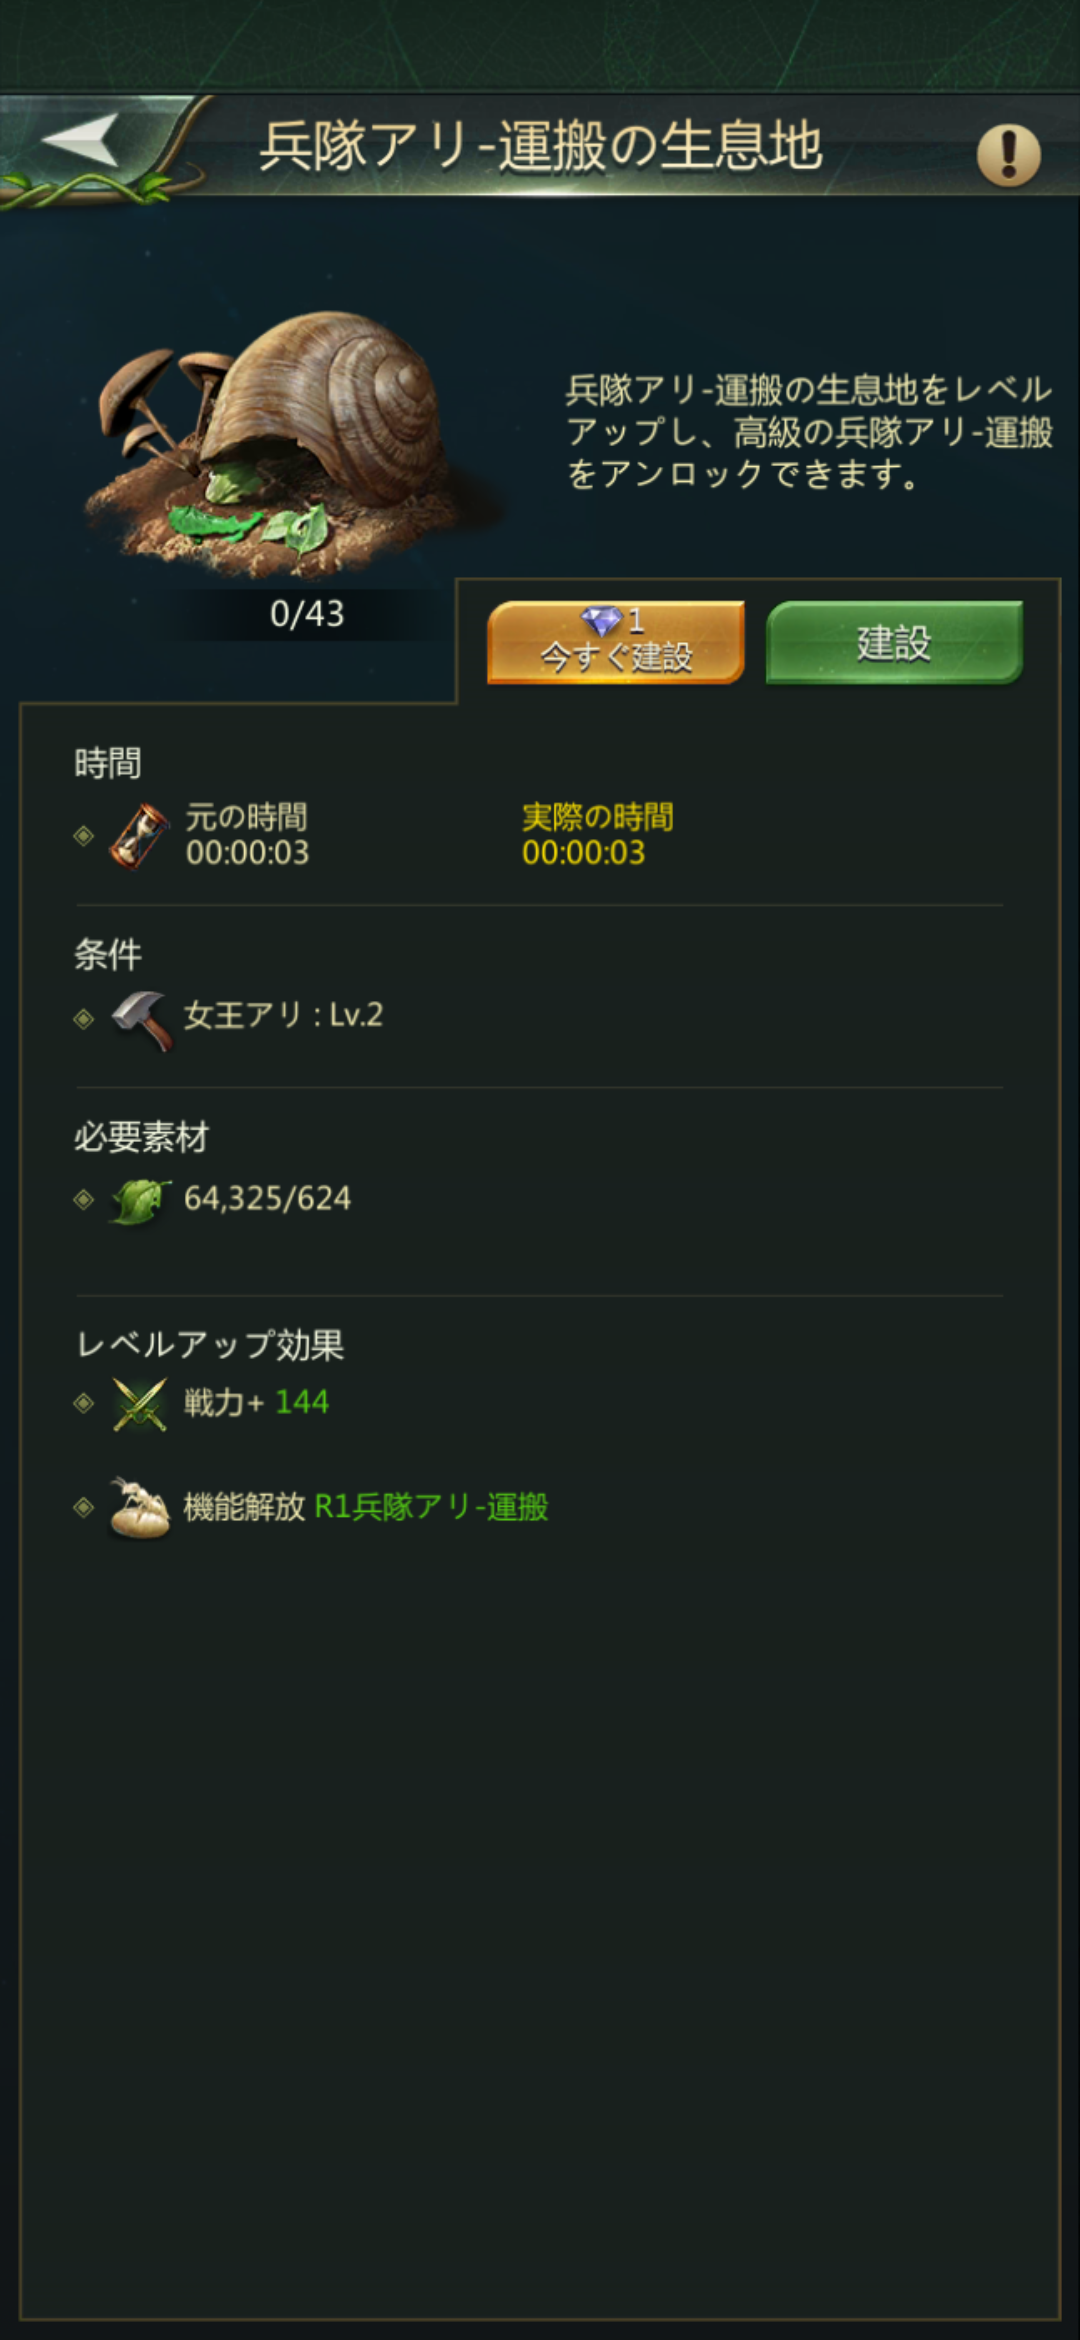 兵隊アリ-運搬の生息地
兵隊アリ-運搬の生息地をレベル
アップし、高級の兵隊アリ-運搬
をアンロックできます。
0/43
1
今すぐ建設
建設
時間
元の時間
00:00:03
実際の時間
00:00:03
条件
女王アリ : Lv.2
必要素材
64,325/624
レベルアップ効果
戦力+ 144
機能解放 R1兵隊アリ-運搬